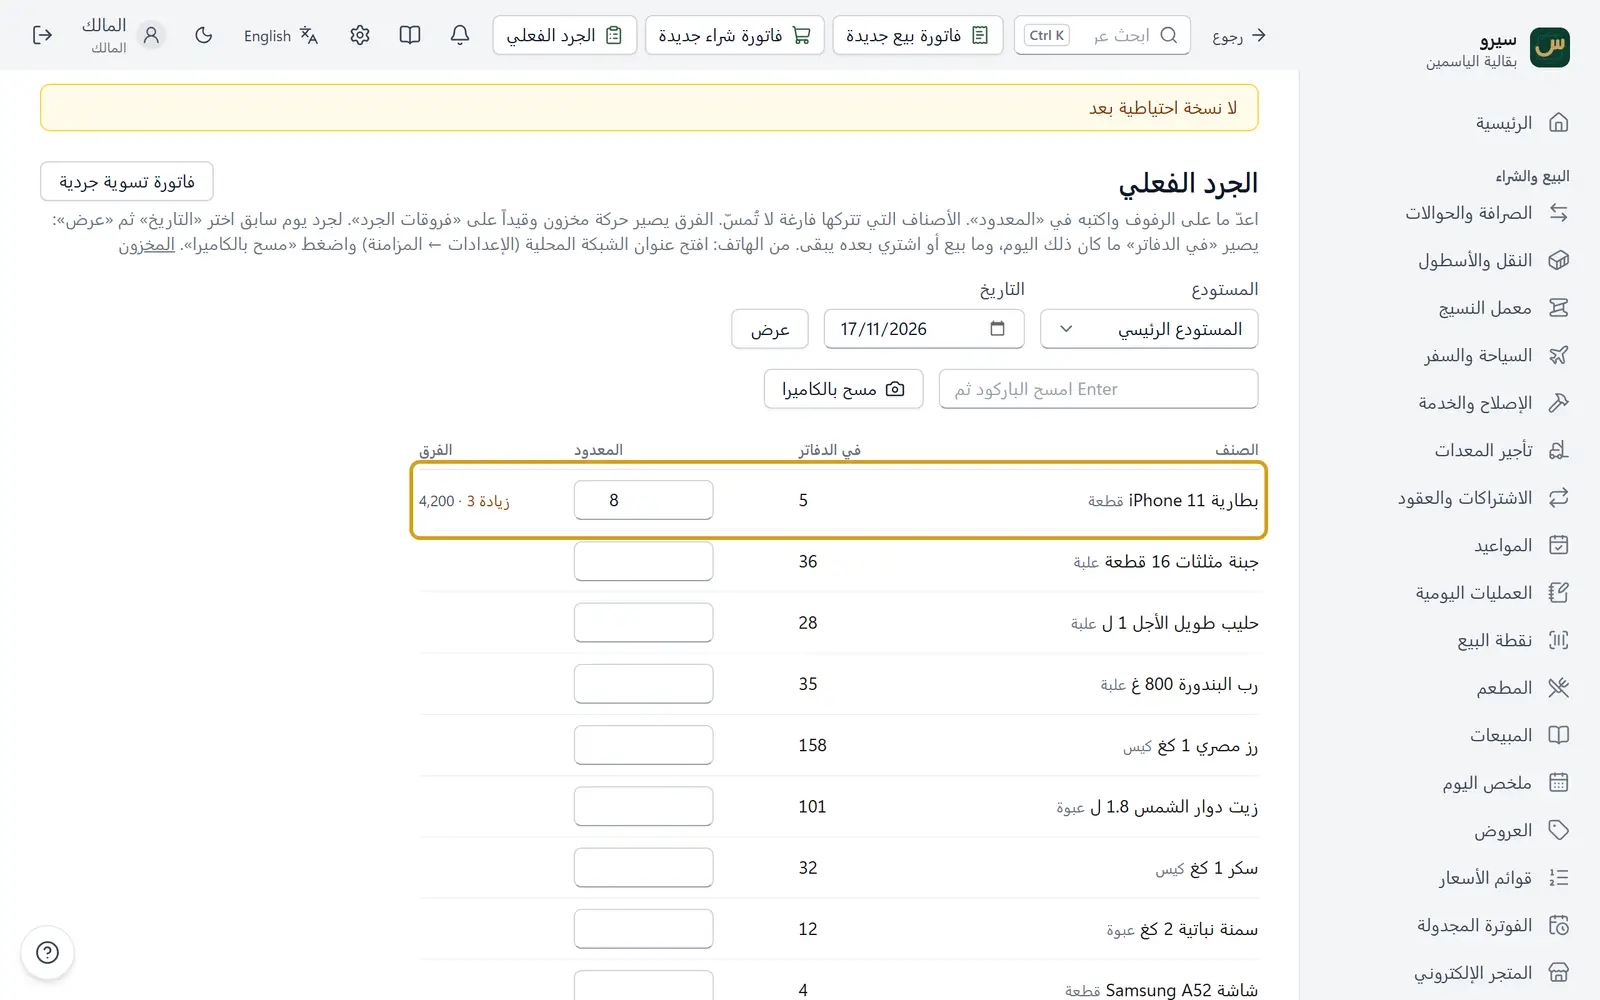 سيرو
بقالية الياسمين
رجوع
ابحث عن Ctrl K
فاتورة بيع جديدة
فاتورة شراء جديدة
الجرد الفعلي
English
المالك
المالك
الرئيسية
البيع والشراء
الصرافة والحوالات
النقل والأسطول
معمل النسيج
السياحة والسفر
الإصلاح والخدمة
تأجير المعدات
الاشتراكات والعقود
المواعيد
العمليات اليومية
نقطة البيع
المطعم
المبيعات
ملخص اليوم
العروض
قوائم الأسعار
الفوترة المجدولة
المتجر الإلكتروني
لا نسخة احتياطية بعد
الجرد الفعلي
فاتورة تسوية جردية
اعدّ ما على الرفوف واكتبه في «المعدود». الأصناف التي تتركها فارغة لا تُمسّ. الفرق يصير حركة مخزون وقيداً على «فروقات الجرد». لجرد يوم سابق اختر «التاريخ» ثم «عرض»:
يصير «في الدفاتر» ما كان ذلك اليوم، وما بيع أو اشتري بعده يبقى. من الهاتف: افتح عنوان الشبكة المحلية (الإعدادات ← المزامنة) واضغط «مسح بالكاميرا». المخزون
المستودع
التاريخ
المستودع الرئيسي
17/11/2026
عرض
امسح الباركود ثم Enter
مسح بالكاميرا
الصنف في الدفاتر المعدود الفرق
بطارية iPhone 11 قطعة 5 8 زيادة 3 · 4,200
جبنة مثلثات 16 قطعة علبة 36
حليب طويل الأجل 1 ل علبة 28
رب البندورة 800 غ علبة 35
رز مصري 1 كغ كيس 158
زيت دوار الشمس 1.8 ل عبوة 101
سكر 1 كغ كيس 32
سمنة نباتية 2 كغ عبوة 12
شاشة Samsung A52 قطعة 4